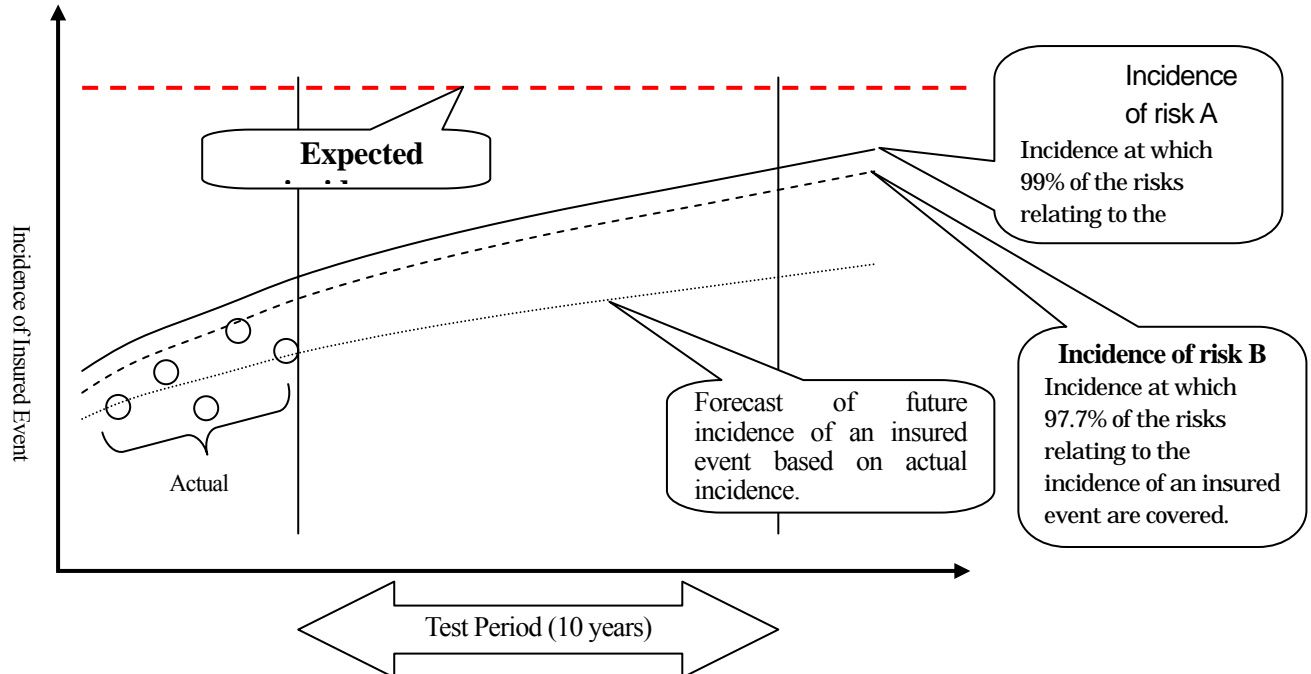 Incidence of Insured Event
Expected
Incidence
of risk A
Incidence at which
99% of the risks
relating to the
Actual
Forecast of future
incidence of an insured
event based on actual
incidence.
Incidence of risk B
Incidence at which
97.7% of the risks
relating to the
incidence of an insured
event are covered.
Test Period (10 years)